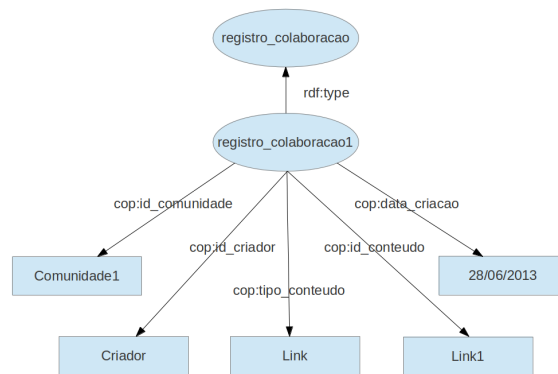 registro_colaboracao
rdf:type
registro_colaboracao1
cop:id_comunidade
cop:data_criacao
cop:id_criador
cop:id_conteudo
Comunidade1
28/06/2013
cop:tipo_conteudo
Criador
Link
Link1